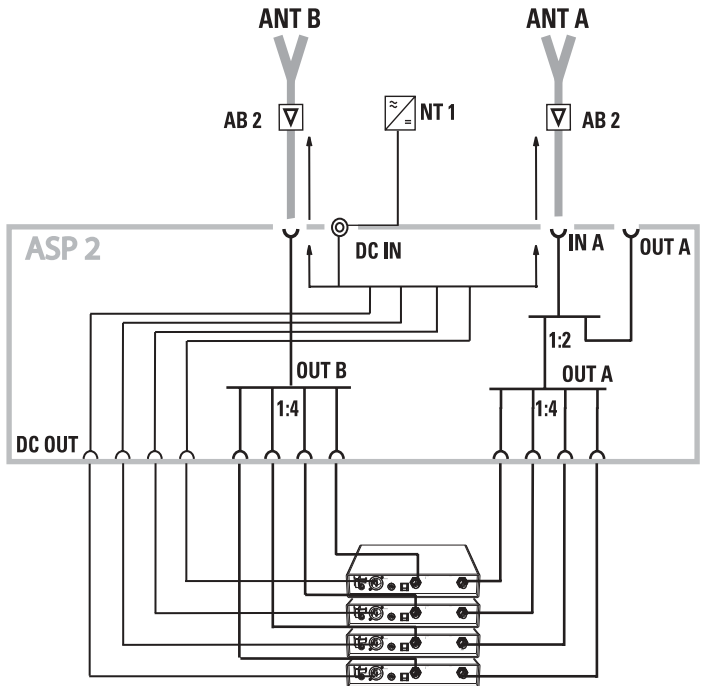 ANT B
ANT A
AB 2
NT 1
AB 2
ASP 2
DC IN
IN A
OUT A
1:2
OUT B
OUT A
1:4
1:4
DC OUT